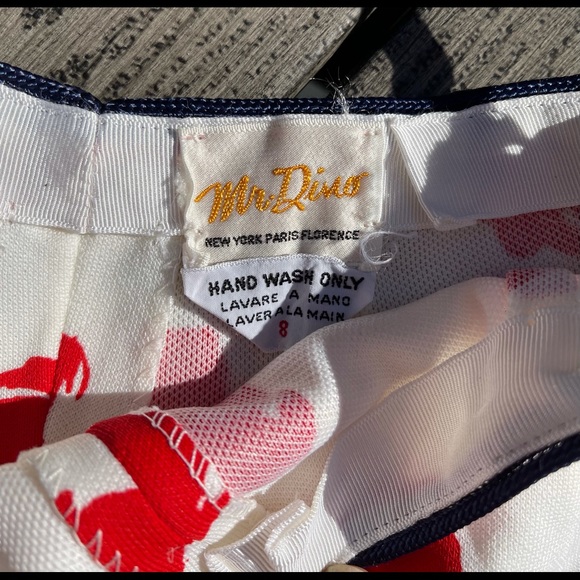 Mr. Dino
NEW YORK PARIS FLORENCE
HAND WASH ONLY
LAVARE A MANO
LAVER A LA MAIN
8